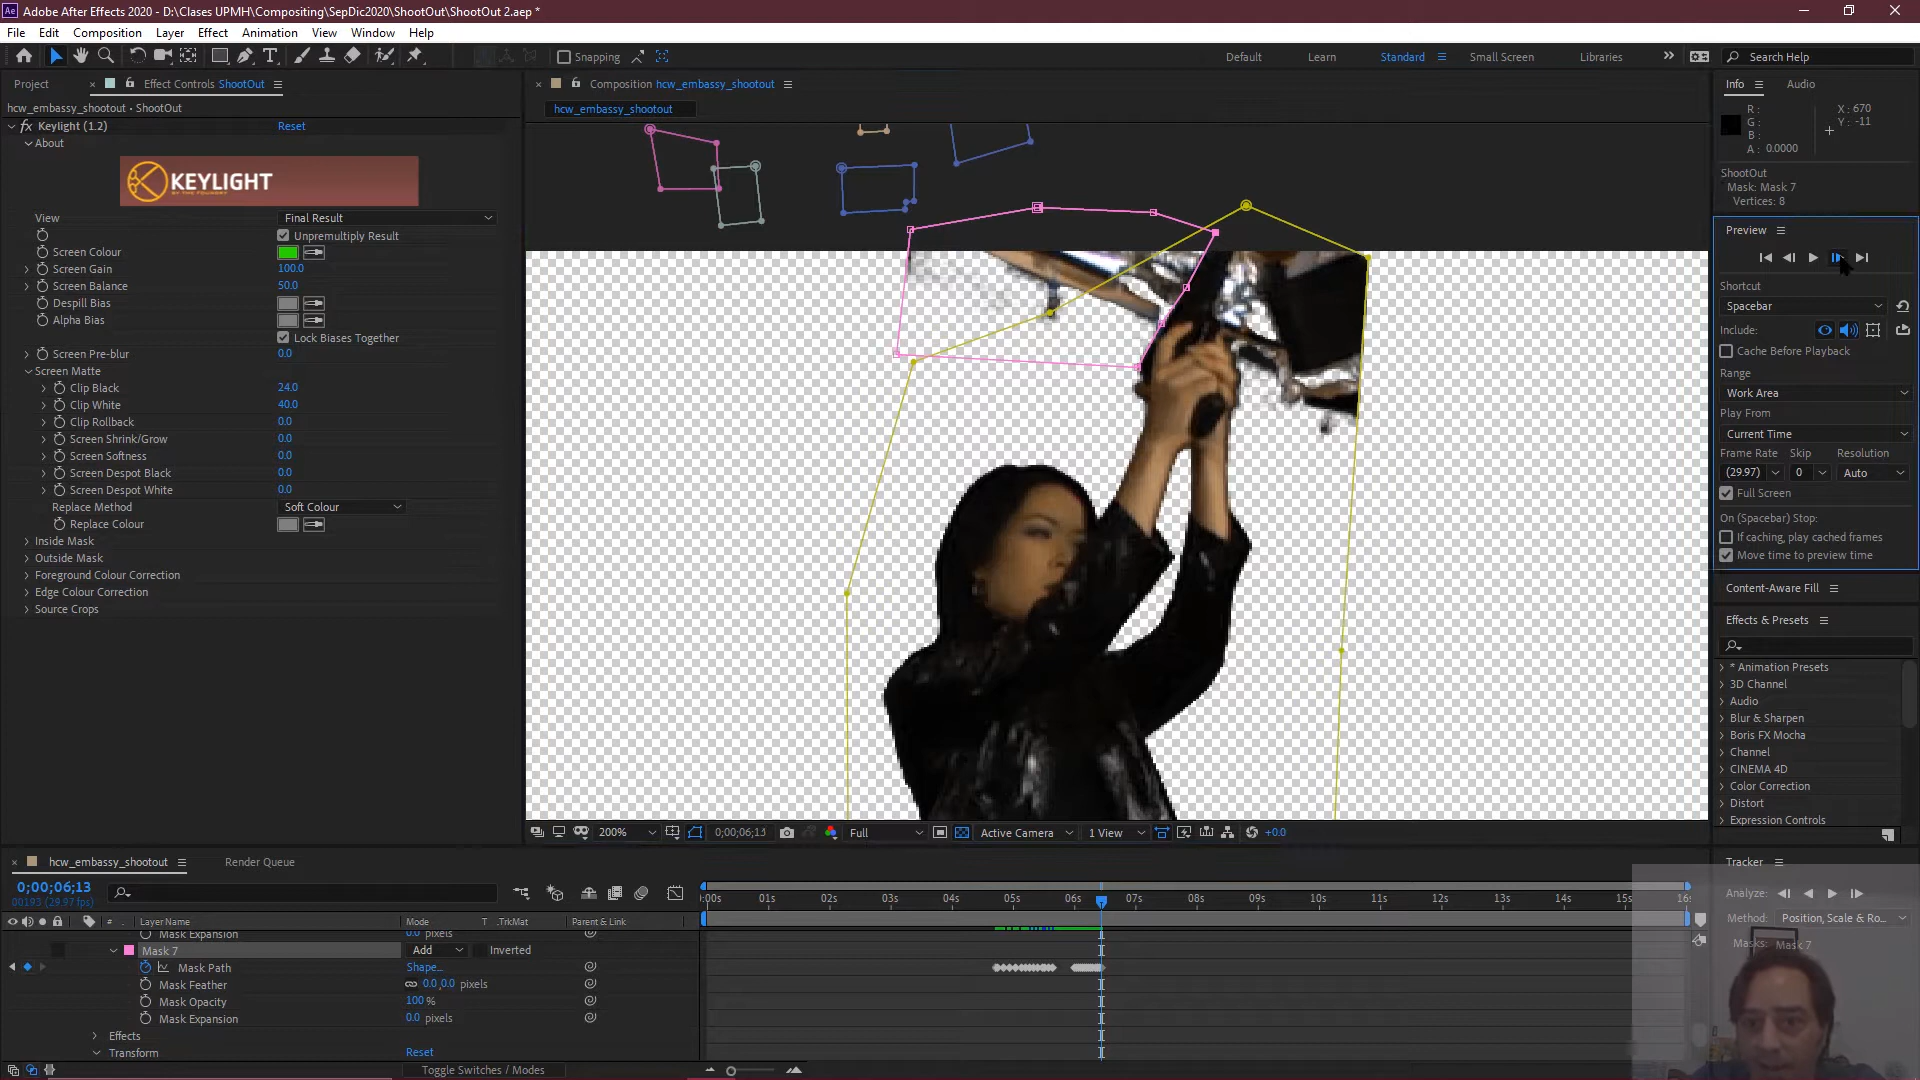 Ae Adobe After Effects 2020 - D:\Clases UPMH\Compositing\SepDic2020\ShootOut\ShootOut 2.aep *
File Edit Composition Layer Effect Animation View Window Help
Snapping Default Learn Standard Small Screen Libraries Search Help
Project Effect Controls ShootOut
hcw_embassy_shootout • ShootOut
fx Keylight (1.2) Reset
About
KEYLIGHT
BY THE FOUNDRY
View Final Result
Unpremultiply Result
Screen Colour
Screen Gain 100.0
Screen Balance 50.0
Despill Bias
Alpha Bias
Lock Biases Together
Screen Pre-blur 0.0
Screen Matte
Clip Black 24.0
Clip White 40.0
Clip Rollback 0.0
Screen Shrink/Grow 0.0
Screen Softness 0.0
Screen Despot Black 0.0
Screen Despot White 0.0
Replace Method Soft Colour
Replace Colour
Inside Mask
Outside Mask
Foreground Colour Correction
Edge Colour Correction
Source Crops
Composition hcw_embassy_shootout
hcw_embassy_shootout
200% 0;00;06;13 Full Active Camera 1 View +0.0
Info Audio
R :
G :
B :
A : 0.0000
X : 670
Y : -11
ShootOut
Mask: Mask 7
Vertices: 8
Preview
Shortcut
Spacebar
Include:
Cache Before Playback
Range
Work Area
Play From
Current Time
Frame Rate Skip Resolution
(29.97) 0 Auto
Full Screen
On (Spacebar) Stop:
If caching, play cached frames
Move time to preview time
Content-Aware Fill
Effects & Presets
* Animation Presets
3D Channel
Audio
Blur & Sharpen
Boris FX Mocha
Channel
CINEMA 4D
Color Correction
Distort
Expression Controls
Tracker
Analyze:
Method: Position, Scale & Ro...
Masks: Mask 7
hcw_embassy_shootout Render Queue
0;00;06;13
00193 (29.97 fps)
# Layer Name Mode T .TrkMat Parent & Link
:00s 01s 02s 03s 04s 05s 06s 07s 08s 09s 10s 11s 12s 13s 14s 15s 16s
Mask Expansion 0.0 pixels
Mask 7 Add Inverted
Mask Path Shape...
Mask Feather 0.0,0.0 pixels
Mask Opacity 100 %
Mask Expansion 0.0 pixels
Effects
Transform Reset
Toggle Switches / Modes